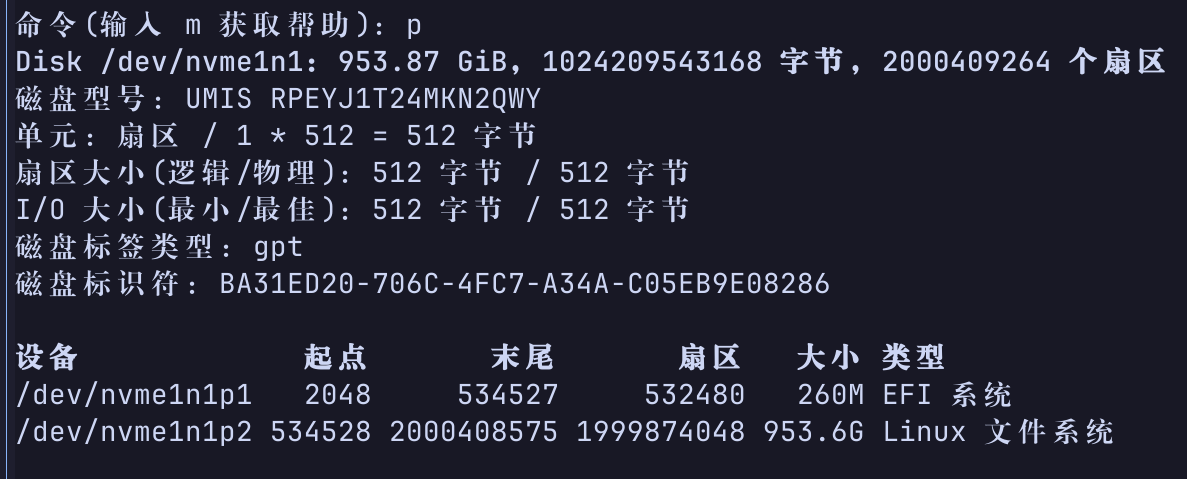 命令(输入 m 获取帮助): p
Disk /dev/nvme1n1: 953.87 GiB, 1024209543168 字节, 2000409264 个扇区
磁盘型号: UMIS RPEYJ1T24MKN2QWY
单元: 扇区 / 1 * 512 = 512 字节
扇区大小(逻辑/物理): 512 字节 / 512 字节
I/O 大小(最小/最佳): 512 字节 / 512 字节
磁盘标签类型: gpt
磁盘标识符: BA31ED20-706C-4FC7-A34A-C05EB9E08286
设备 起点 末尾 扇区 大小 类型
/dev/nvme1n1p1 2048 534527 532480 260M EFI 系统
/dev/nvme1n1p2 534528 2000408575 1999874048 953.6G Linux 文件系统